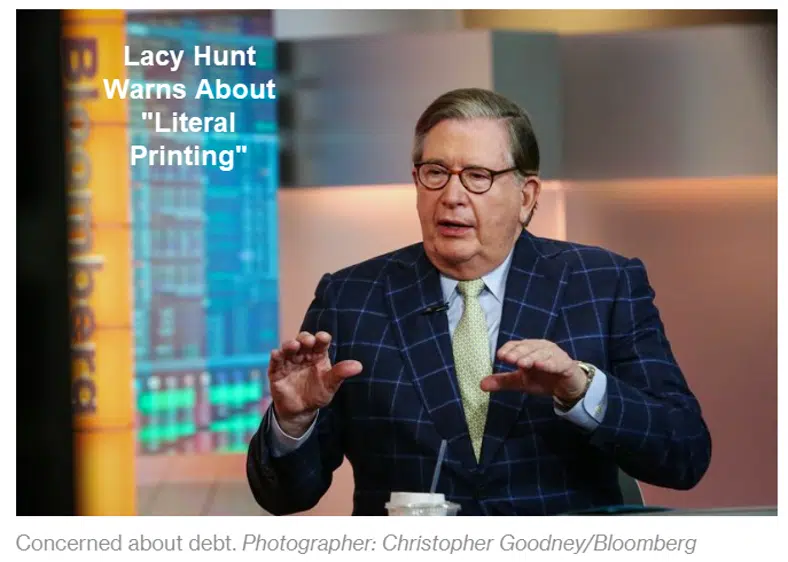 Lacy Hunt
Warns About
"Literal
Printing"
Bloomberg
Concerned about debt. Photographer: Christopher Goodney/Bloomberg